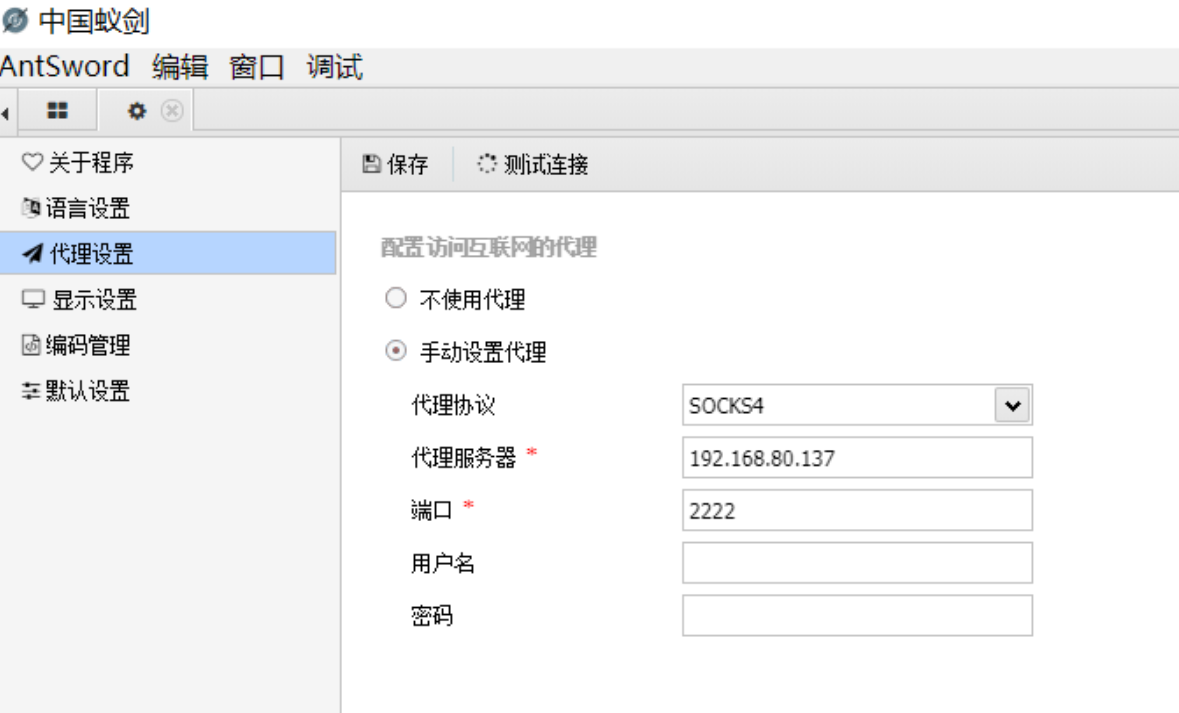 中国蚁剑
AntSword 编辑 窗口 调试
关于程序
语言设置
代理设置
显示设置
编码管理
默认设置
保存 测试连接
配置访问互联网的代理
不使用代理
手动设置代理
代理协议 SOCKS4
代理服务器 * 192.168.80.137
端口 * 2222
用户名
密码